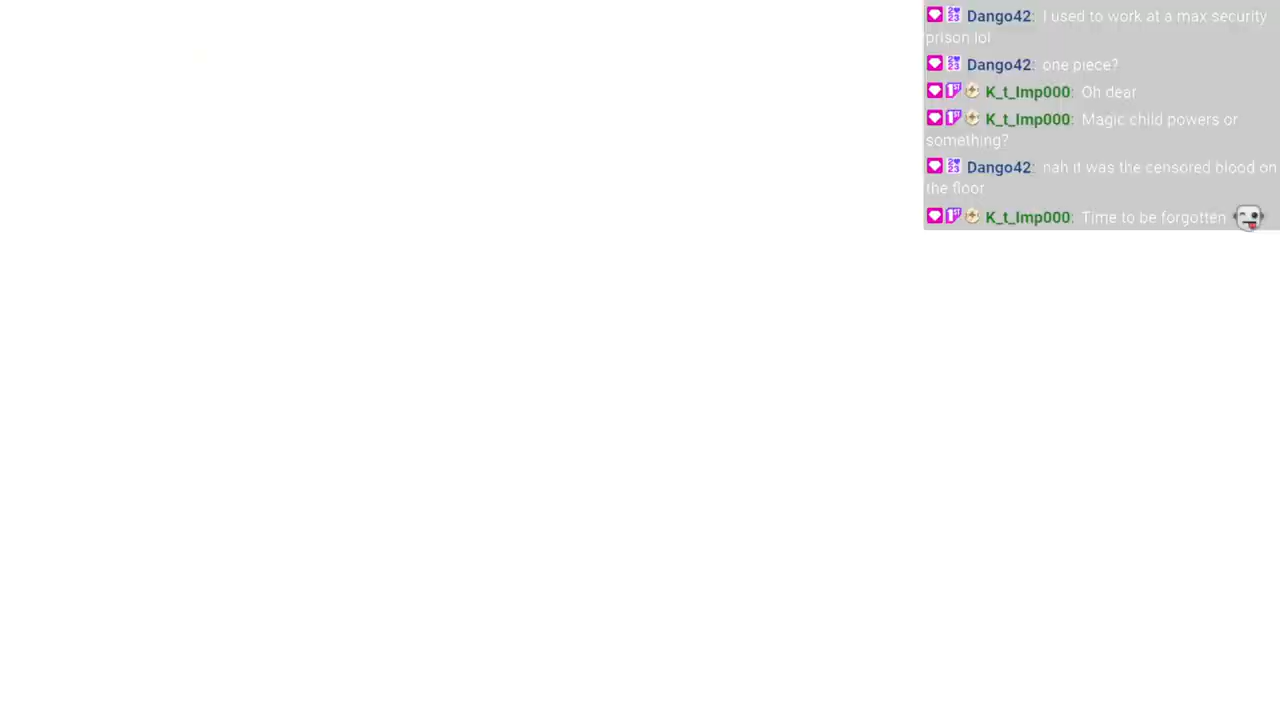 Dango42: I used to work at a max security
prison lol
Dango42: one piece?
K_t_Imp000: Oh dear
K_t_Imp000: Magic child powers or
something?
Dango42: nah it was the censored blood on
the floor
K_t_Imp000: Time to be forgotten